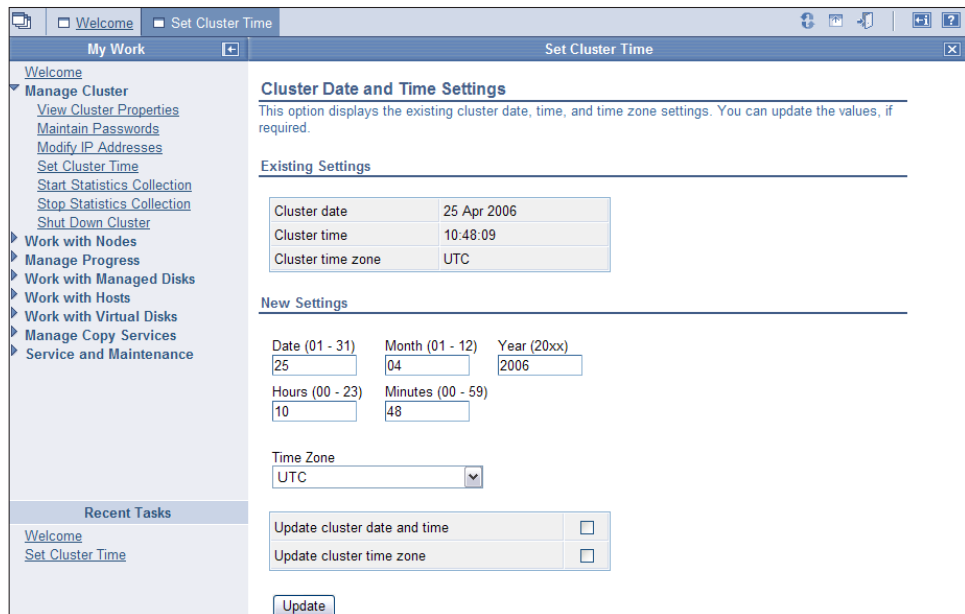 Welcome
Set Cluster Time
My Work
Set Cluster Time
Welcome
Manage Cluster
View Cluster Properties
Maintain Passwords
Modify IP Addresses
Set Cluster Time
Start Statistics Collection
Stop Statistics Collection
Shut Down Cluster
Work with Nodes
Manage Progress
Work with Managed Disks
Work with Hosts
Work with Virtual Disks
Manage Copy Services
Service and Maintenance
Recent Tasks
Welcome
Set Cluster Time
Cluster Date and Time Settings
This option displays the existing cluster date, time, and time zone settings. You can update the values, if
required.
Existing Settings
Cluster date 25 Apr 2006
Cluster time 10:48:09
Cluster time zone UTC
New Settings
Date (01 - 31) Month (01 - 12) Year (20xx)
25 04 2006
Hours (00 - 23) Minutes (00 - 59)
10 48
Time Zone
UTC
Update cluster date and time
Update cluster time zone
Update